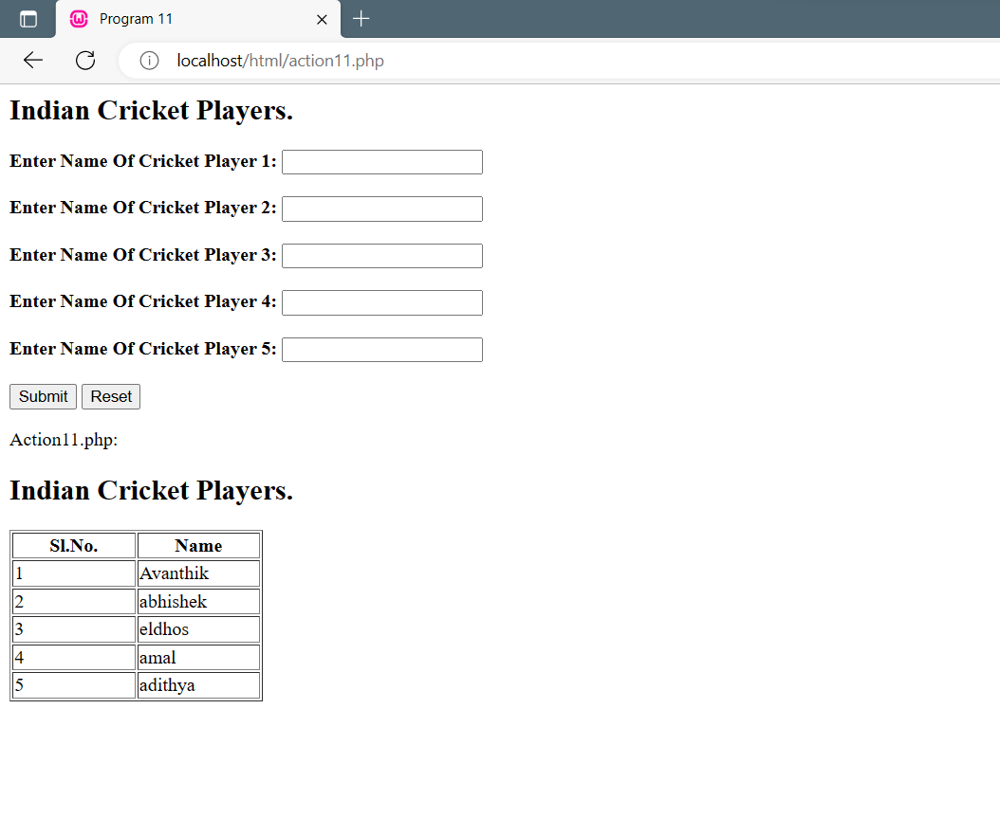 Program 11
localhost/html/action11.php
Indian Cricket Players.
Enter Name Of Cricket Player 1:
Enter Name Of Cricket Player 2:
Enter Name Of Cricket Player 3:
Enter Name Of Cricket Player 4:
Enter Name Of Cricket Player 5:
Submit Reset
Action11.php:
Indian Cricket Players.
Sl.No. Name
1 Avanthik
2 abhishek
3 eldhos
4 amal
5 adithya